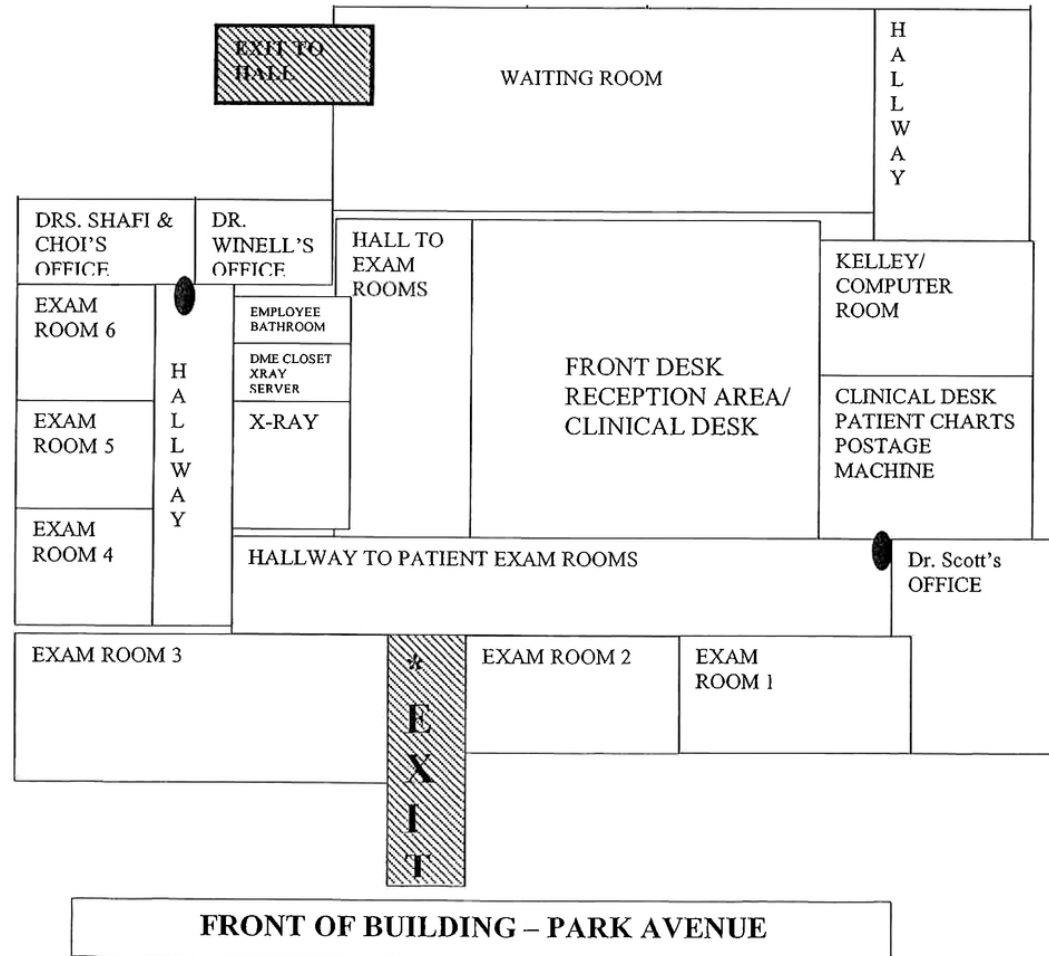 EXIT TO
HALL
WAITING ROOM
H
A
L
L
W
A
Y
DRS. SHAFI &
CHOI'S
OFFICE
DR.
WINELL'S
OFFICE
HALL TO
EXAM
ROOMS
KELLEY/
COMPUTER
ROOM
EXAM
ROOM 6
EMPLOYEE
BATHROOM
DME CLOSET
XRAY
SERVER
H
A
L
L
W
A
Y
FRONT DESK
RECEPTION AREA/
CLINICAL DESK
CLINICAL DESK
PATIENT CHARTS
POSTAGE
MACHINE
EXAM
ROOM 5
X-RAY
EXAM
ROOM 4
HALLWAY TO PATIENT EXAM ROOMS
Dr. Scott's
OFFICE
EXAM ROOM 3
*
E
X
I
T
EXAM ROOM 2
EXAM
ROOM 1
FRONT OF BUILDING – PARK AVENUE